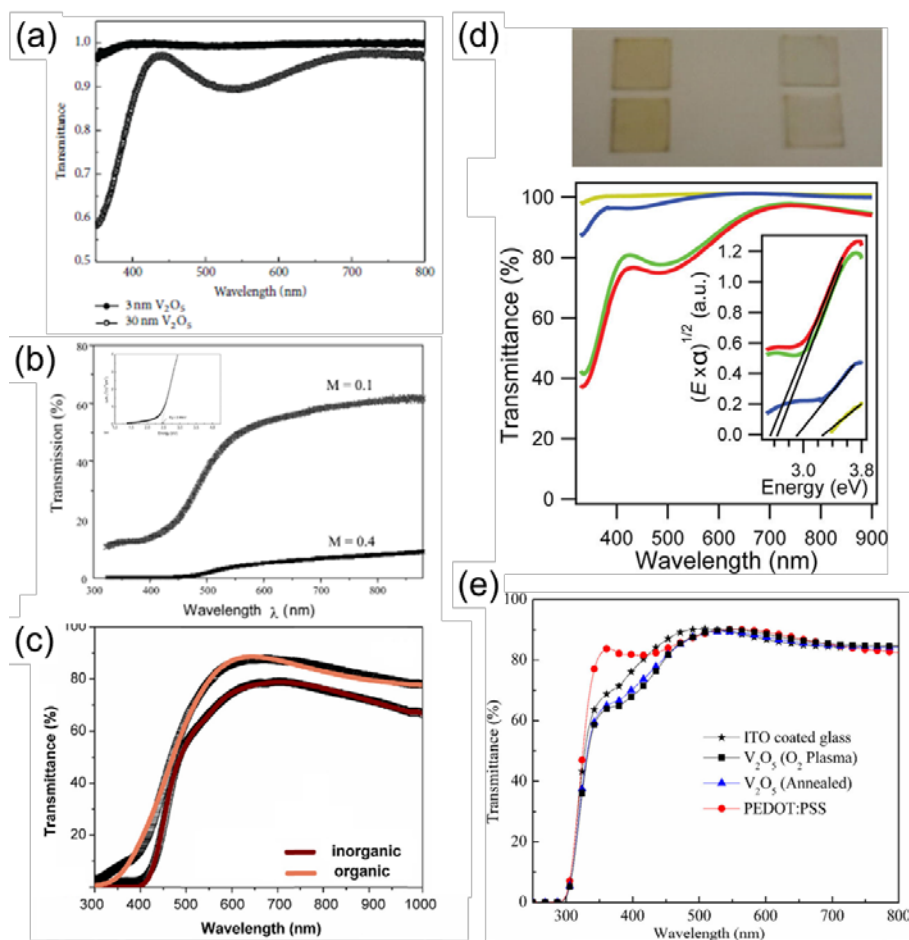 (a)
1.0
0.9
0.8
0.7
0.6
0.5
Transmittance
400 500 600 700 800
Wavelength (nm)
3 nm V₂O₅
30 nm V₂O₅
(b)
80
60
40
20
0
Transmission (%)
M = 0.1
M = 0.4
300 400 500 600 700 800
Wavelength λ (nm)
(c)
100
80
60
40
20
0
Transmittance (%)
inorganic
organic
300 400 500 600 700 800 900 1000
Wavelength (nm)
(d)
100
80
60
40
20
0
Transmittance (%)
1.2
1.0
0.8
0.6
0.4
0.2
0.0
(E xα)^1/2 (a.u.)
3.0 3.8
Energy (eV)
400 500 600 700 800 900
Wavelength (nm)
(e)
100
80
60
40
20
0
Transmittance (%)
ITO coated glass
V₂O₅ (O₂ Plasma)
V₂O₅ (Annealed)
PEDOT:PSS
300 400 500 600 700 800
Wavelength (nm)